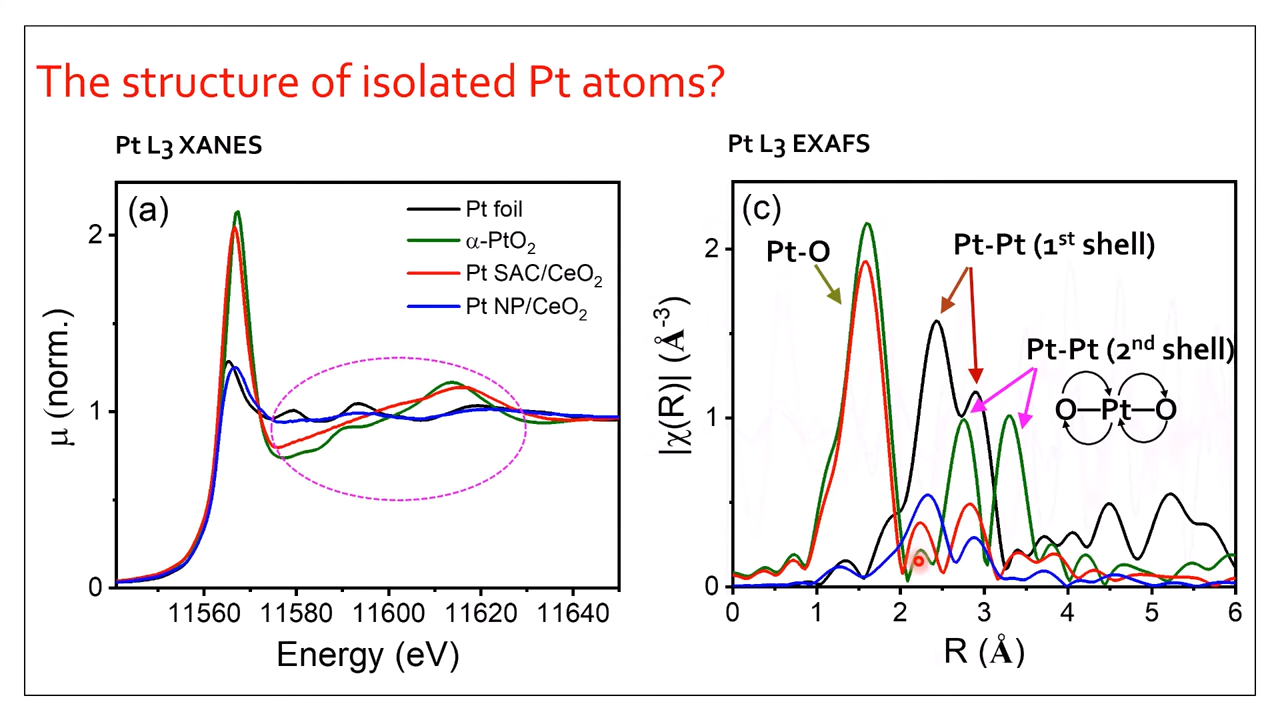 The structure of isolated Pt atoms?
Pt L3 XANES
(a)
Pt foil
α-PtO2
Pt SAC/CeO2
Pt NP/CeO2
2
1
0
μ (norm.)
11560 11580 11600 11620 11640
Energy (eV)
Pt L3 EXAFS
(c)
Pt-O
Pt-Pt (1st shell)
Pt-Pt (2nd shell)
O–Pt–O
2
1
0
|χ(R)| (Å-3)
0 1 2 3 4 5 6
R (Å)